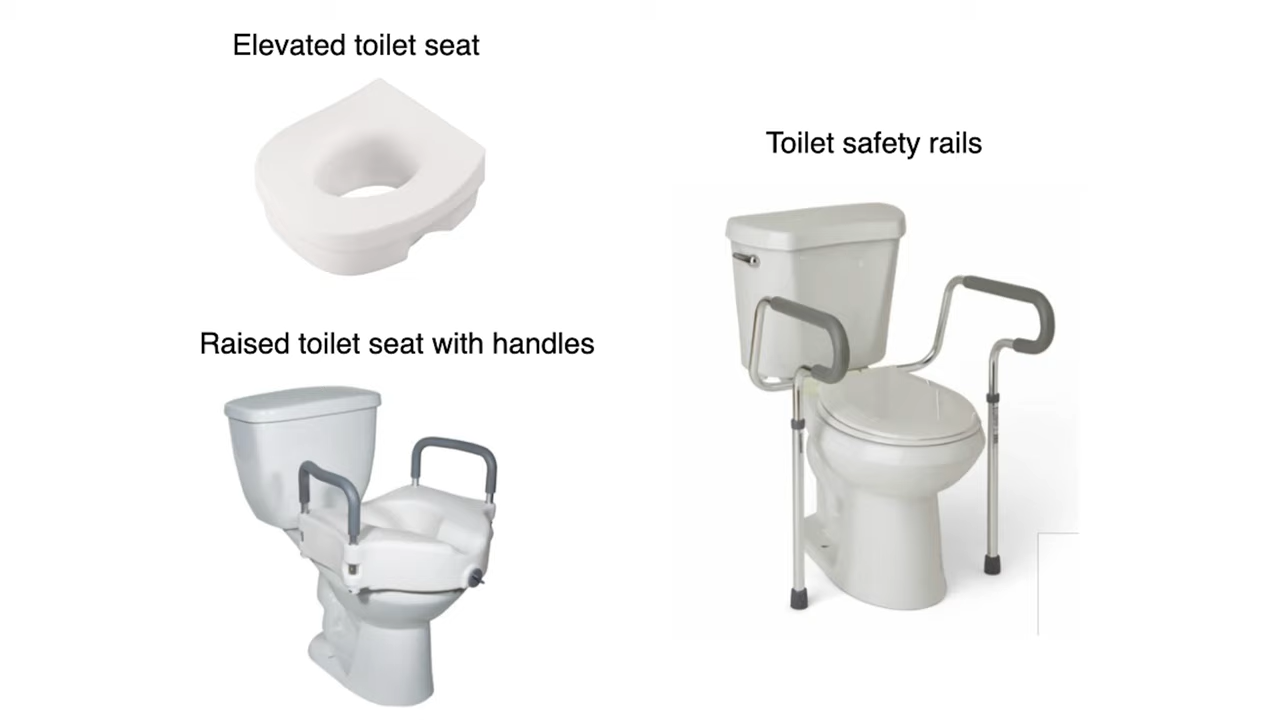 Elevated toilet seat
Toilet safety rails
Raised toilet seat with handles